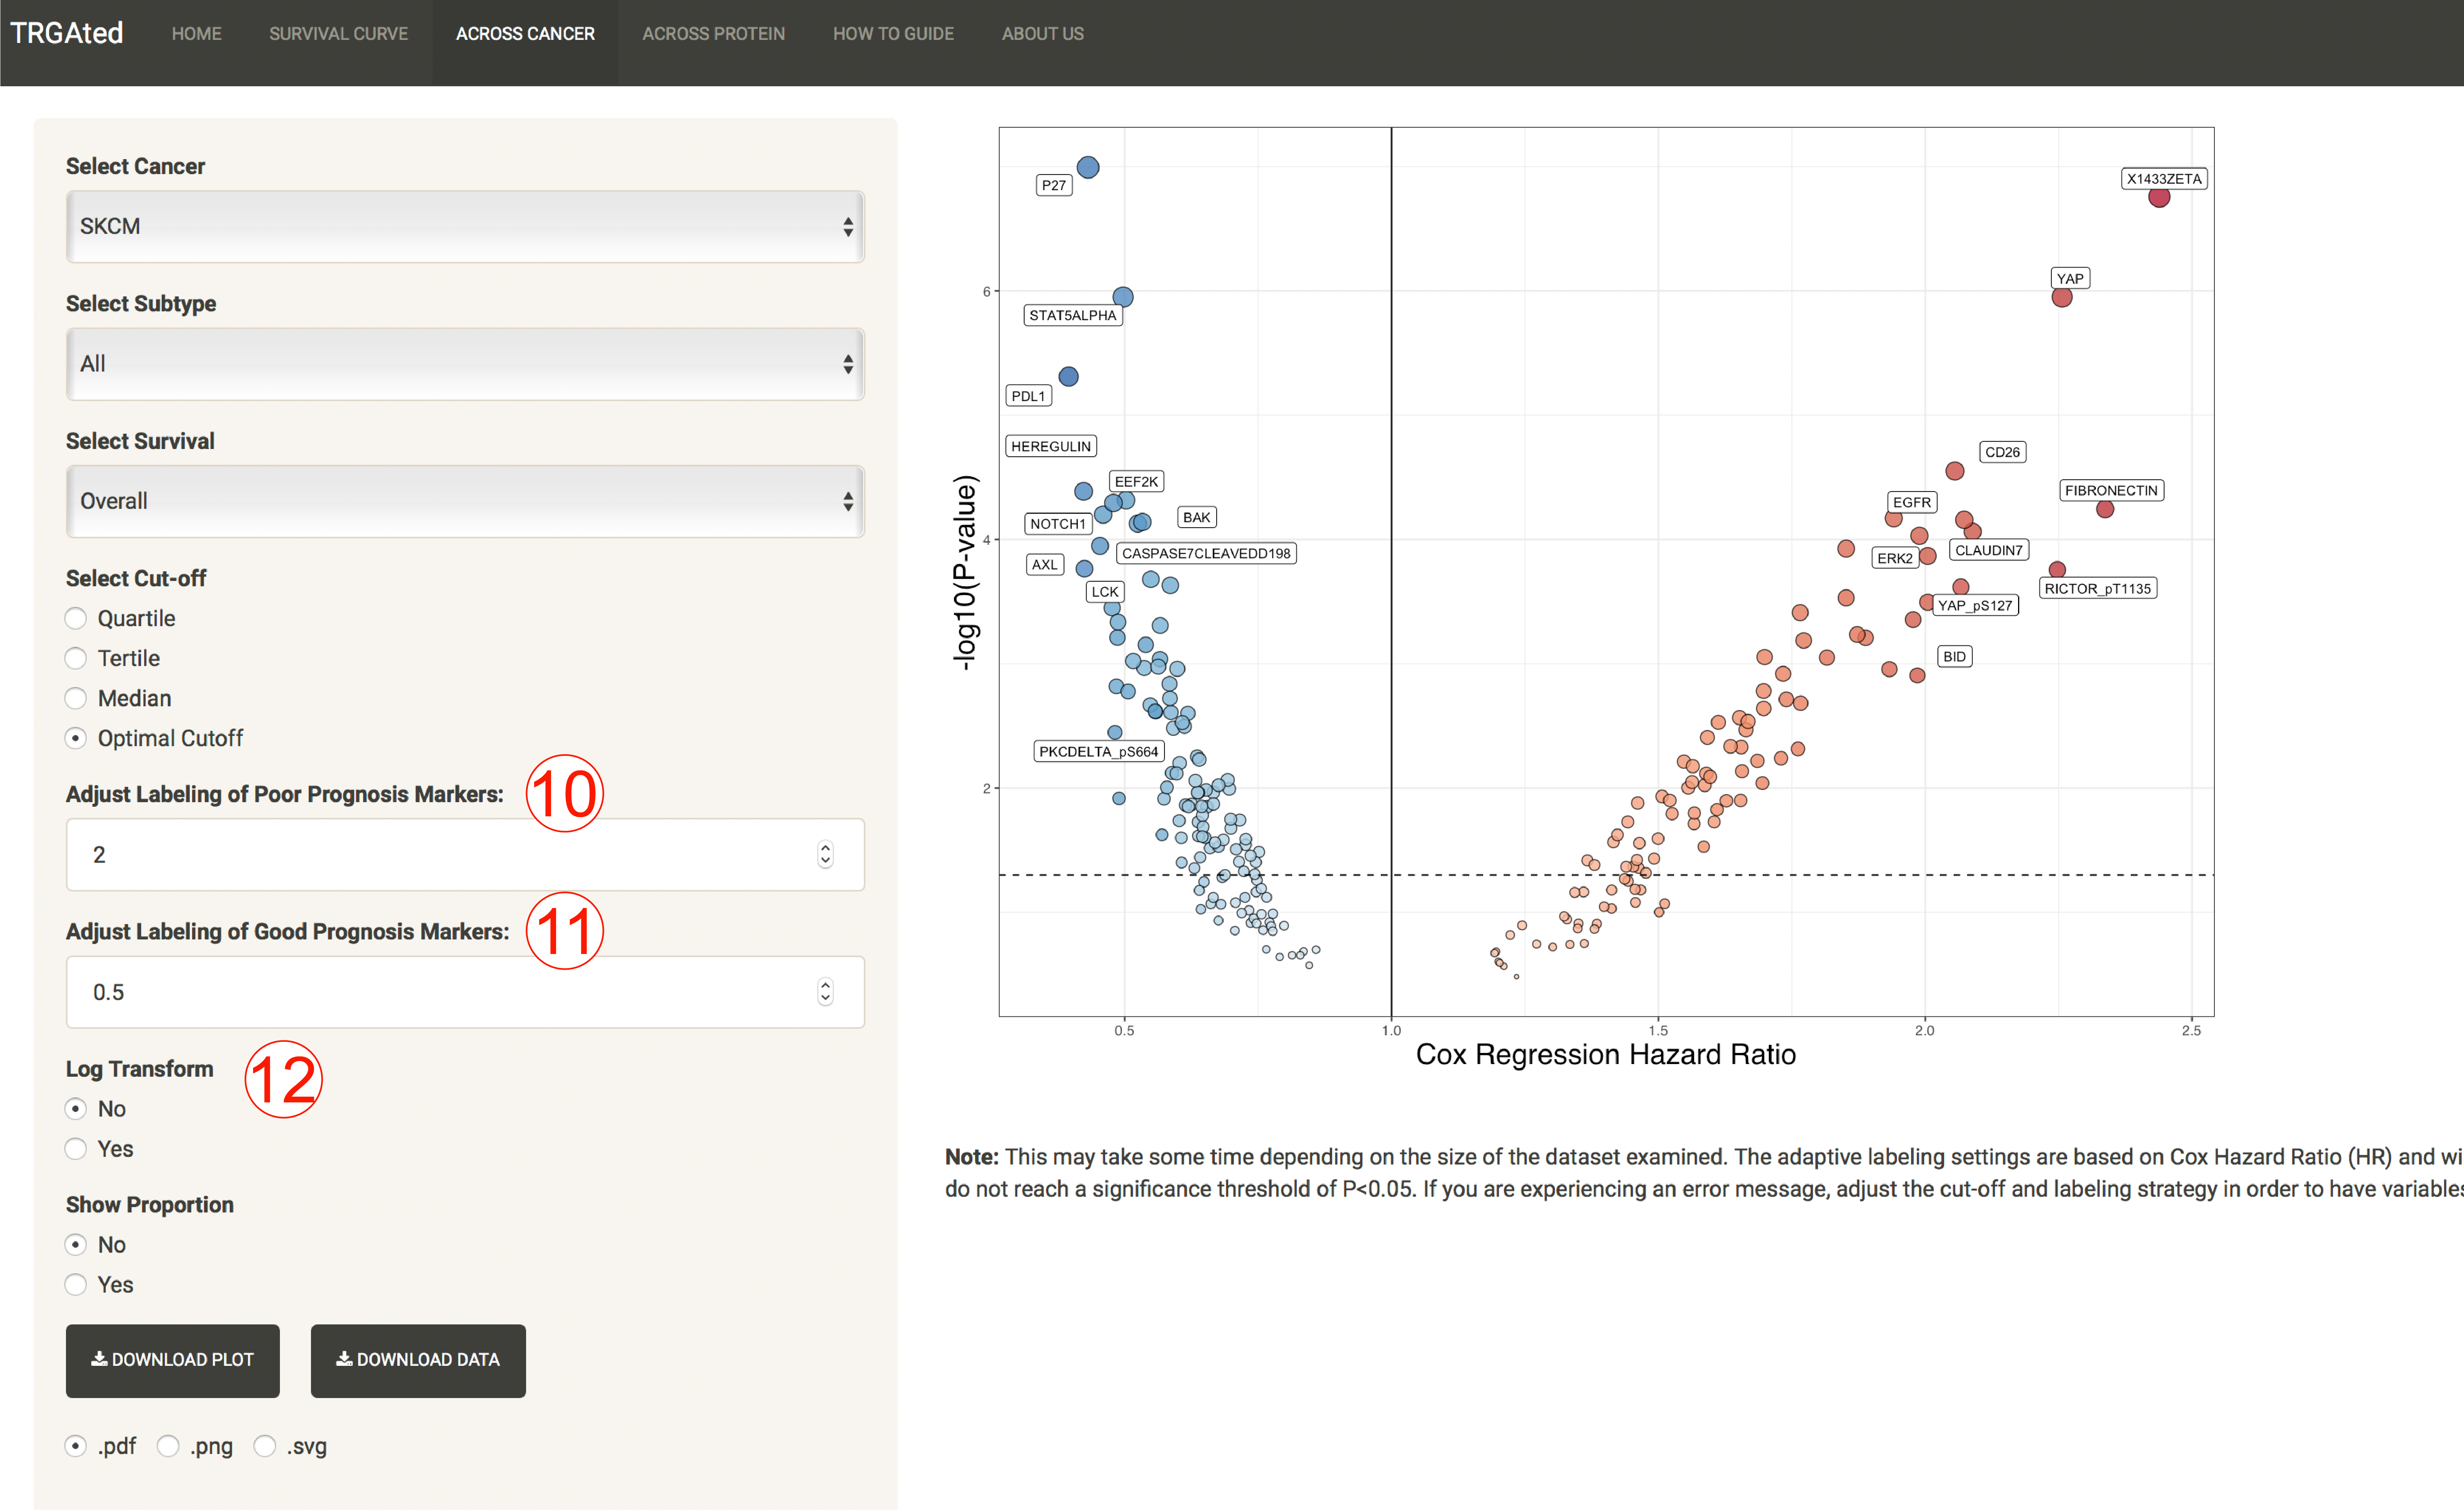 TRGAted HOME SURVIVAL CURVE ACROSS CANCER ACROSS PROTEIN HOW TO GUIDE ABOUT US
Select Cancer
SKCM
Select Subtype
All
Select Survival
Overall
Select Cut-off
Quartile
Tertile
Median
Optimal Cutoff
Adjust Labeling of Poor Prognosis Markers: 10
2
Adjust Labeling of Good Prognosis Markers: 11
0.5
Log Transform 12
No
Yes
Show Proportion
No
Yes
DOWNLOAD PLOT DOWNLOAD DATA
.pdf .png .svg
-log10(P-value)
6
4
2
P27
X1433ZETA
YAP
STAT5ALPHA
PDL1
HEREGULIN
CD26
EEF2K
FIBRONECTIN
EGFR
BAK
NOTCH1
CASPASE7CLEAVEDD198
CLAUDIN7
ERK2
AXL
RICTOR_pT1135
LCK
YAP_pS127
BID
PKCDELTA_pS664
0.5 1.0 1.5 2.0 2.5
Cox Regression Hazard Ratio
Note: This may take some time depending on the size of the dataset examined. The adaptive labeling settings are based on Cox Hazard Ratio (HR) and wi
do not reach a significance threshold of P<0.05. If you are experiencing an error message, adjust the cut-off and labeling strategy in order to have variables